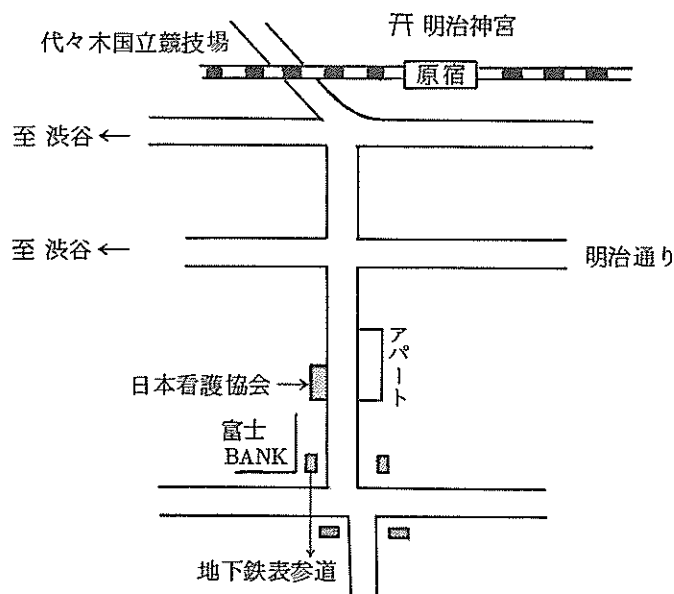 明治神宮
代々木国立競技場
原宿
至 渋谷 ←
至 渋谷 ←
明治通り
アパート
日本看護協会→
富士
BANK
地下鉄表参道